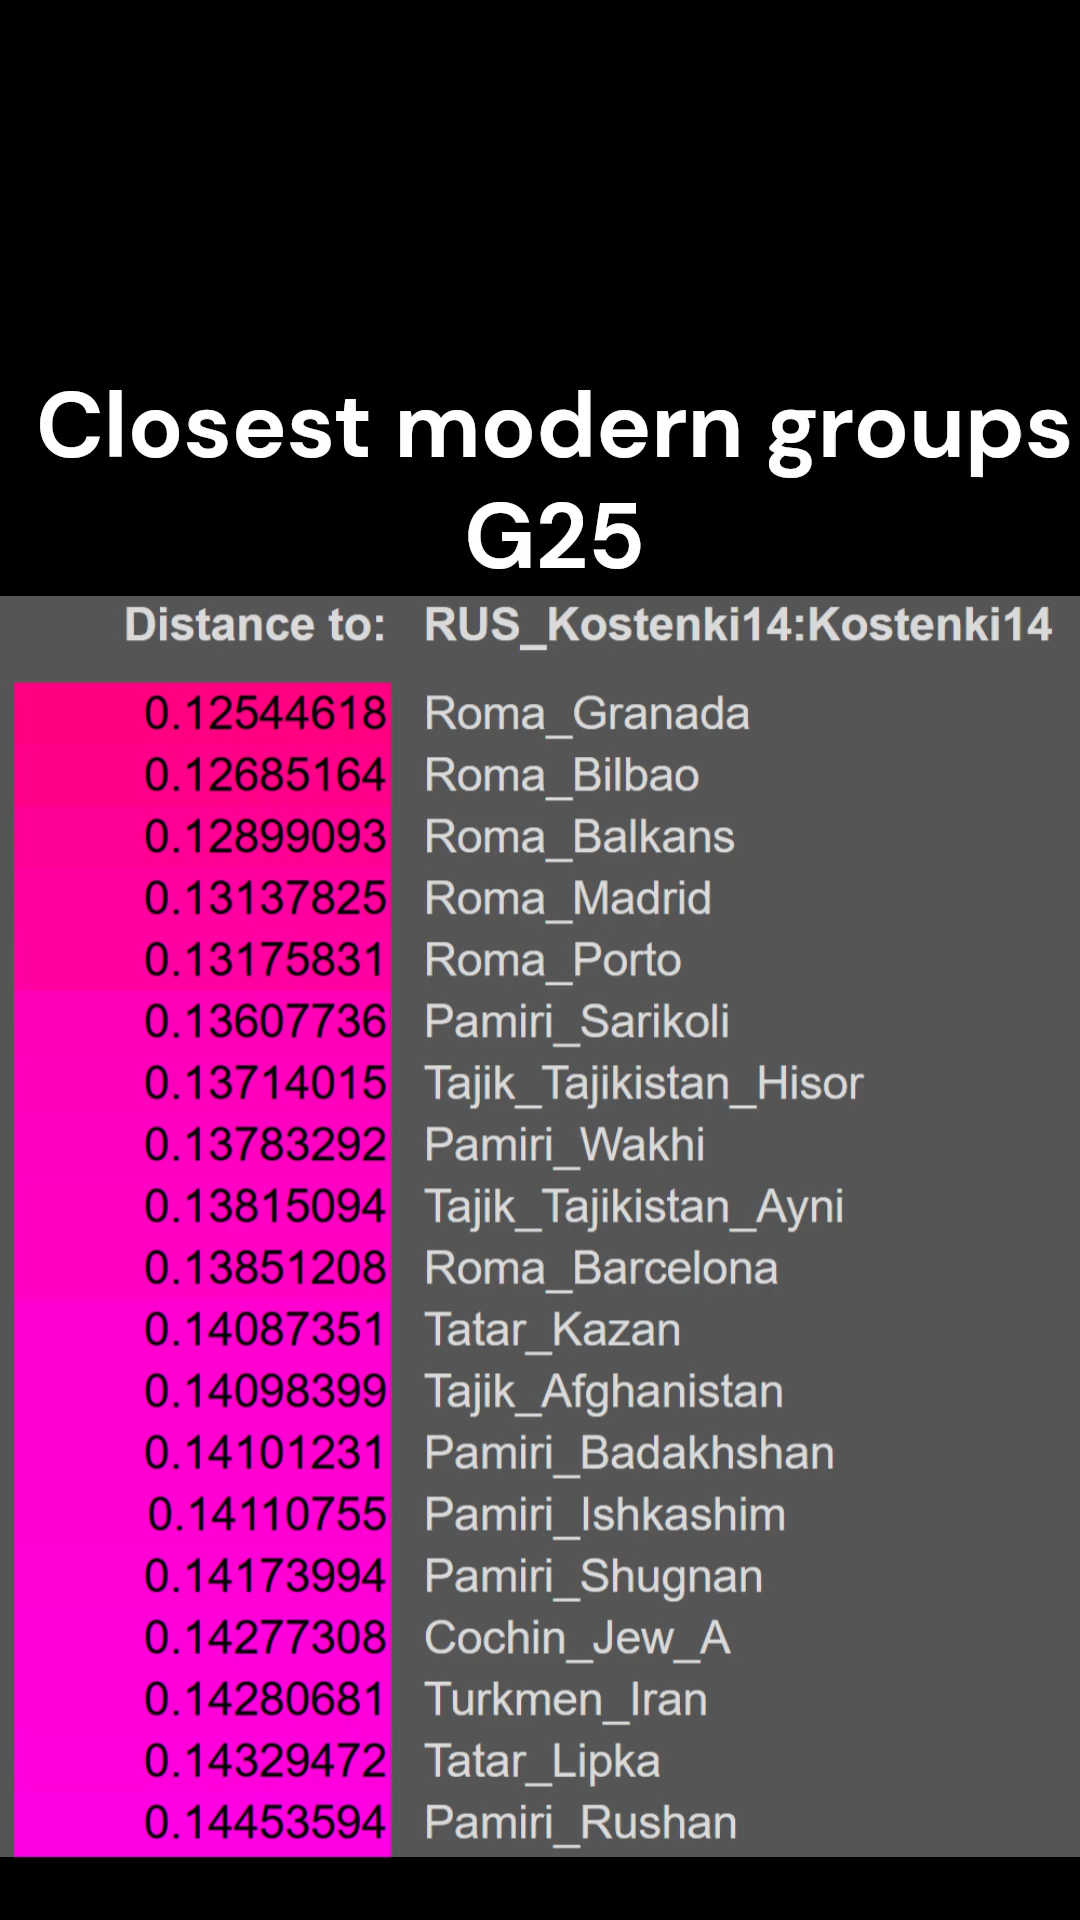 Closest modern groups
G25
Distance to: RUS_Kostenki14:Kostenki14
0.12544618 Roma_Granada
0.12685164 Roma_Bilbao
0.12899093 Roma_Balkans
0.13137825 Roma_Madrid
0.13175831 Roma_Porto
0.13607736 Pamiri_Sarikoli
0.13714015 Tajik_Tajikistan_Hisor
0.13783292 Pamiri_Wakhi
0.13815094 Tajik_Tajikistan_Ayni
0.13851208 Roma_Barcelona
0.14087351 Tatar_Kazan
0.14098399 Tajik_Afghanistan
0.14101231 Pamiri_Badakhshan
0.14110755 Pamiri_Ishkashim
0.14173994 Pamiri_Shugnan
0.14277308 Cochin_Jew_A
0.14280681 Turkmen_Iran
0.14329472 Tatar_Lipka
0.14453594 Pamiri_Rushan